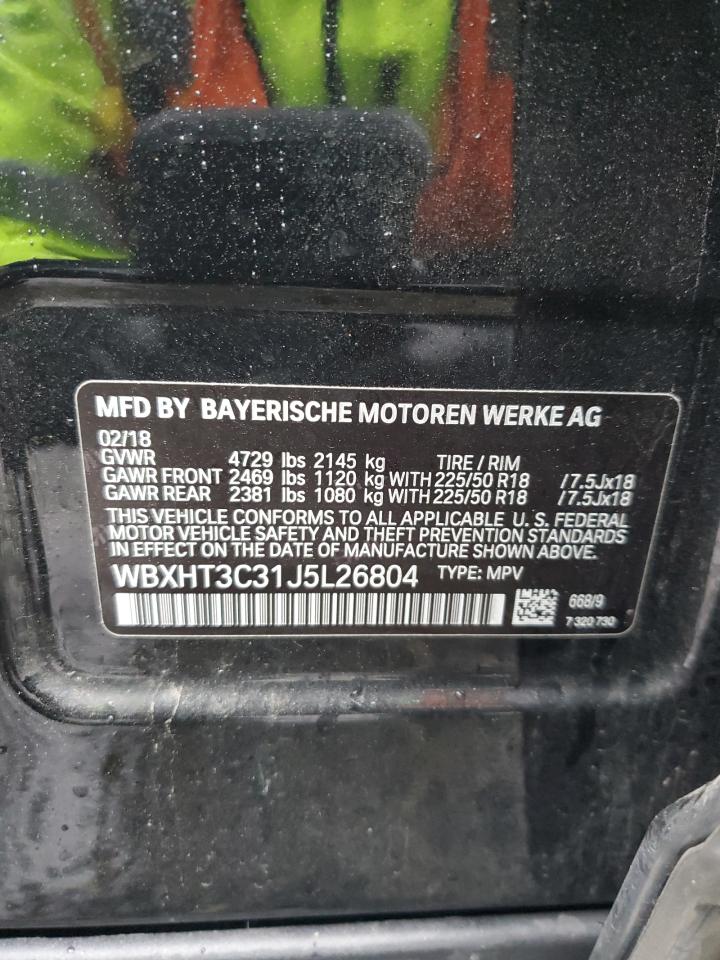 MFD BY BAYERISCHE MOTOREN WERKE AG
02/18
GVWR 4729 lbs 2145 kg TIRE / RIM
GAWR FRONT 2469 lbs 1120 kg WITH 225/50 R18 /7.5Jx18
GAWR REAR 2381 lbs 1080 kg WITH 225/50 R18 /7.5Jx18
THIS VEHICLE CONFORMS TO ALL APPLICABLE U. S. FEDERAL
MOTOR VEHICLE SAFETY AND THEFT PREVENTION STANDARDS
IN EFFECT ON THE DATE OF MANUFACTURE SHOWN ABOVE.
WBXHT3C31J5L26804 TYPE: MPV
668/9
7 320 730